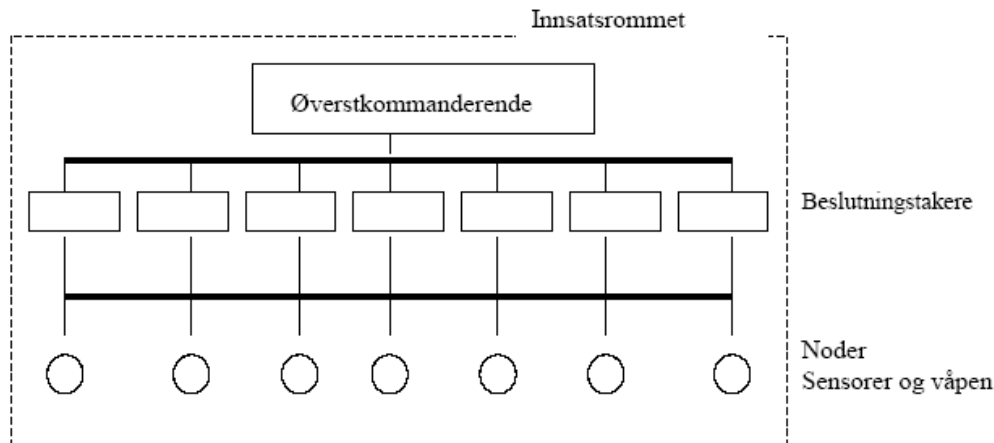 Innsatsrommet
Øverstkommanderende
Beslutningstakere
Noder
Sensorer og våpen